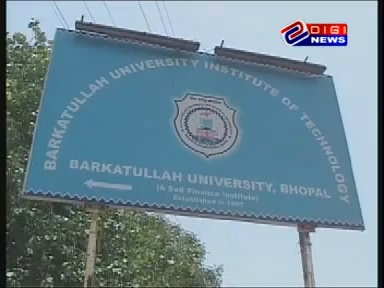 DIGI
NEWS
BARKATULLAH UNIVERSITY INSTITUTE OF TECHNOLOGY
BARKATULLAH UNIVERSITY, BHOPAL
(A Self Finance Institute)
Established in 1997